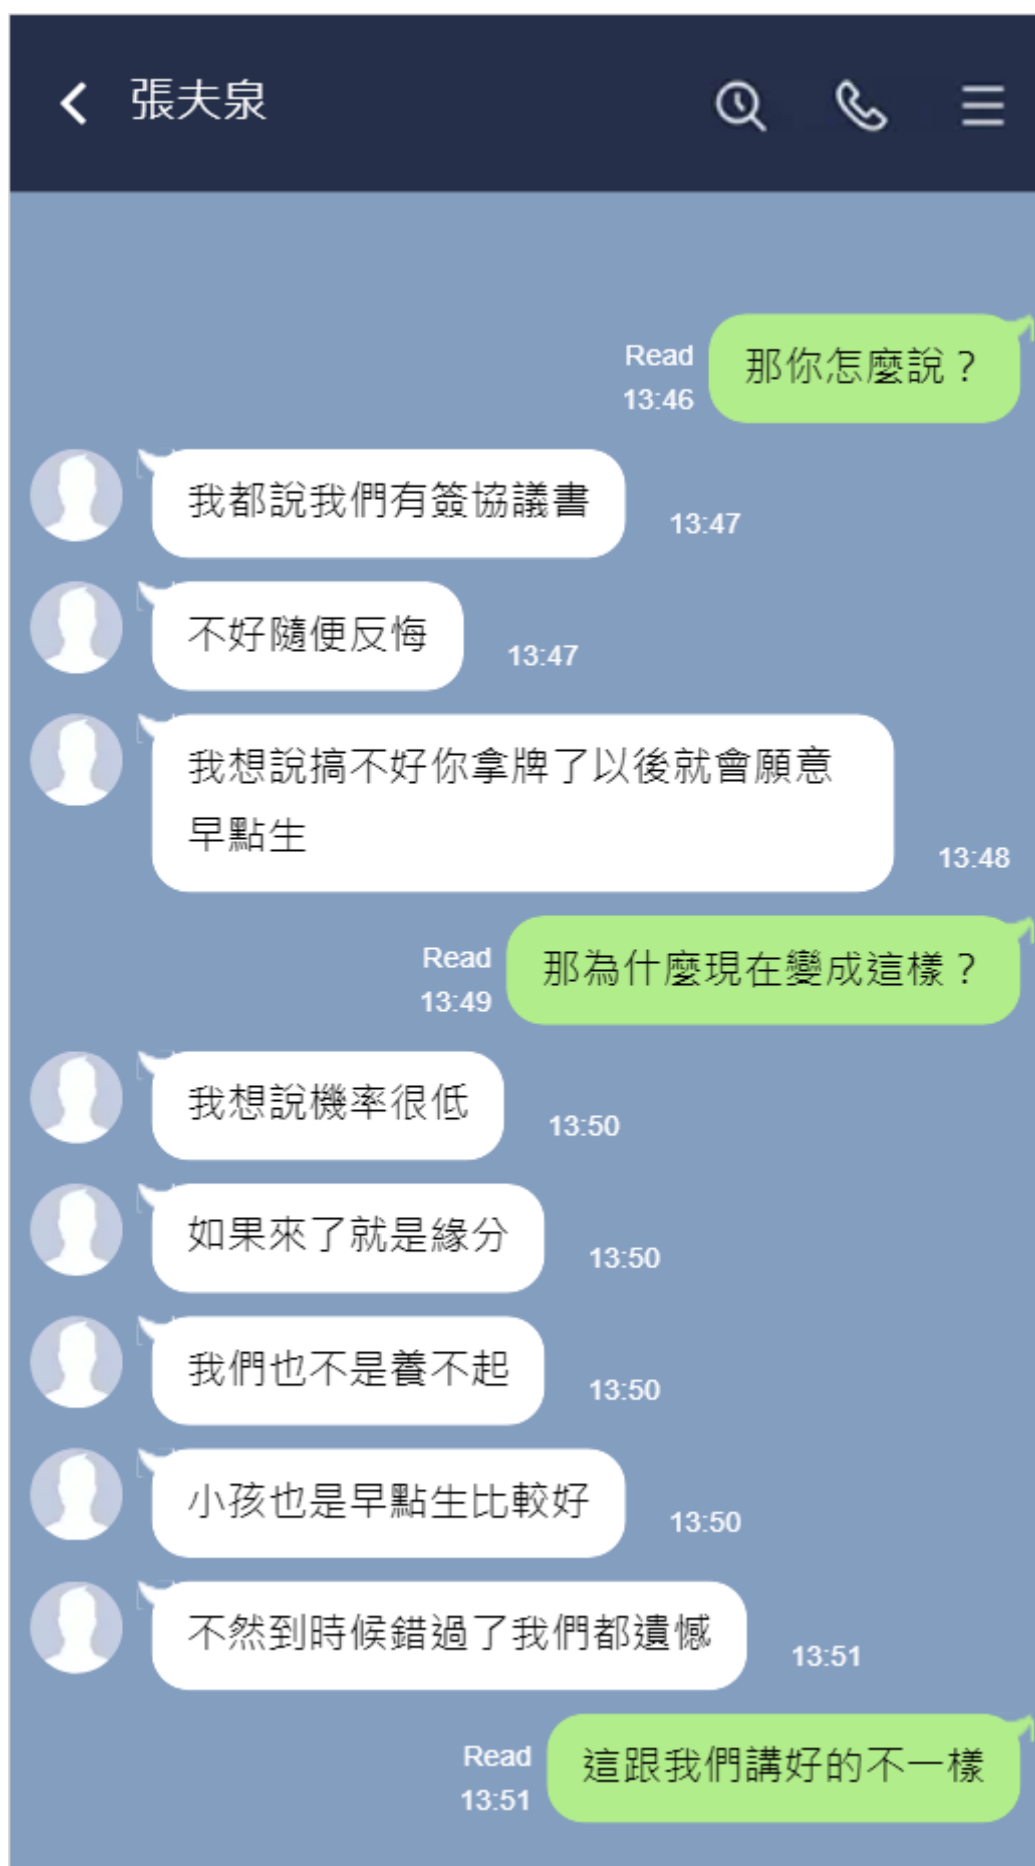 張夫泉
那你怎麼說？
Read
13:46
我都說我們有簽協議書
13:47
不好隨便反悔
13:47
我想說搞不好你拿牌了以後就會願意
早點生
13:48
那為什麼現在變成這樣？
Read
13:49
我想說機率很低
13:50
如果來了就是緣分
13:50
我們也不是養不起
13:50
小孩也是早點生比較好
13:50
不然到時候錯過了我們都遺憾
13:51
這跟我們講好的不一樣
Read
13:51